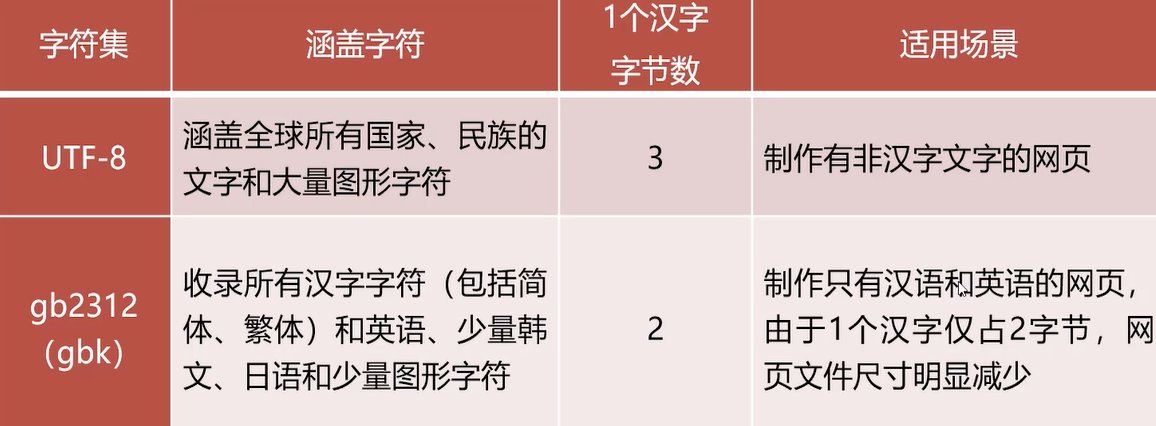 字符集
涵盖字符
1个汉字
字节数
适用场景
UTF-8
涵盖全球所有国家、民族的
文字和大量图形字符
3
制作有非汉字文字的网页
gb2312
（gbk）
收录所有汉字字符（包括简
体、繁体）和英语、少量韩
文、日语和少量图形字符
2
制作只有汉语和英语的网页，
由于1个汉字仅占2字节，网
页文件尺寸明显减少